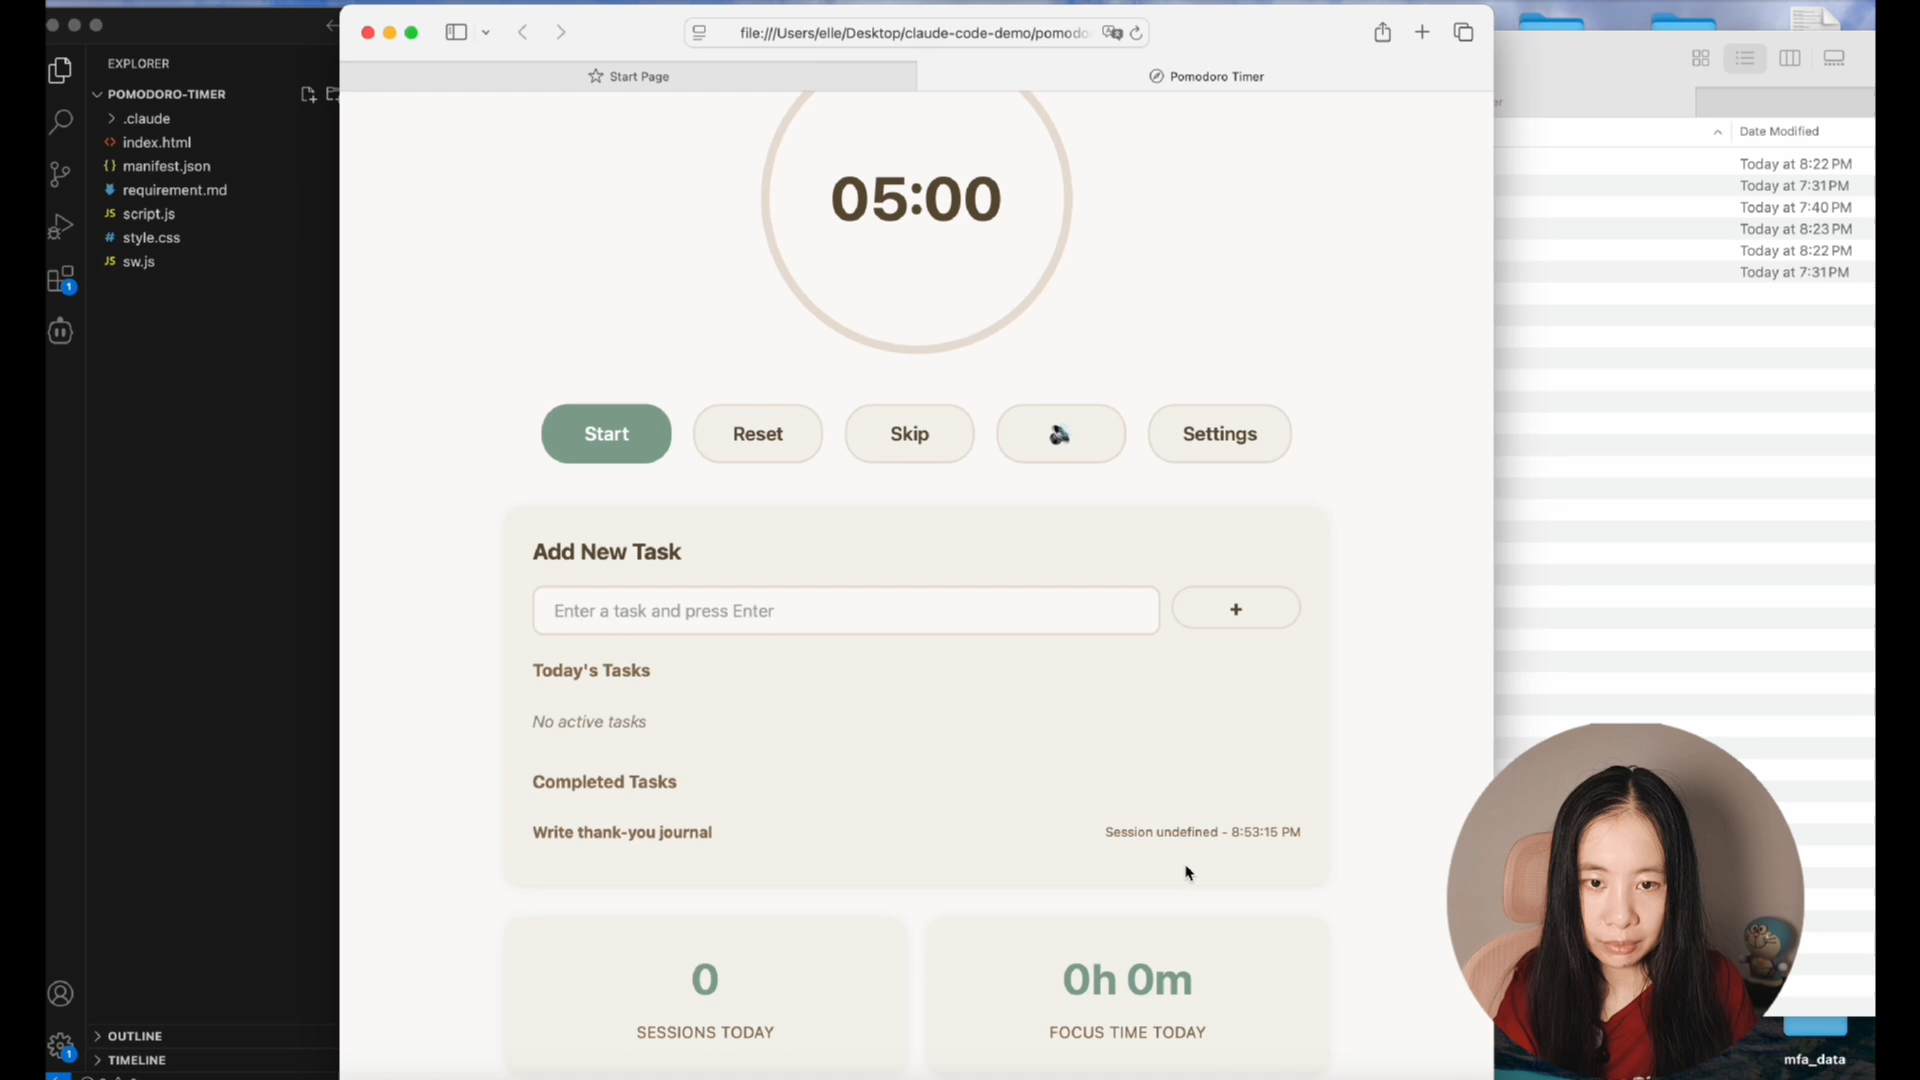 EXPLORER
POMODORO-TIMER
.claude
index.html
manifest.json
requirement.md
script.js
style.css
sw.js
1
OUTLINE
TIMELINE
1
file:///Users/elle/Desktop/claude-code-demo/pomodo
Start Page
Pomodoro Timer
05:00
Start
Reset
Skip
Settings
Add New Task
Enter a task and press Enter
+
Today's Tasks
No active tasks
Completed Tasks
Write thank-you journal
Session undefined - 8:53:15 PM
0
SESSIONS TODAY
0h 0m
FOCUS TIME TODAY
Date Modified
Today at 8:22 PM
Today at 7:31 PM
Today at 7:40 PM
Today at 8:23 PM
Today at 8:22 PM
Today at 7:31 PM
mfa_data